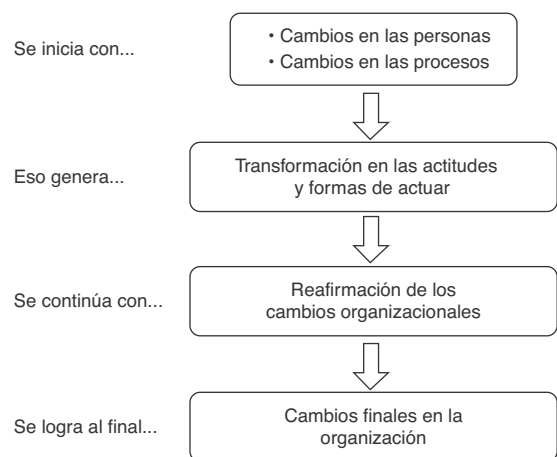 Se inicia con...
• Cambios en las personas
• Cambios en los procesos
Eso genera...
Transformación en las actitudes
y formas de actuar
Se continúa con...
Reafirmación de los
cambios organizacionales
Se logra al final...
Cambios finales en la
organización